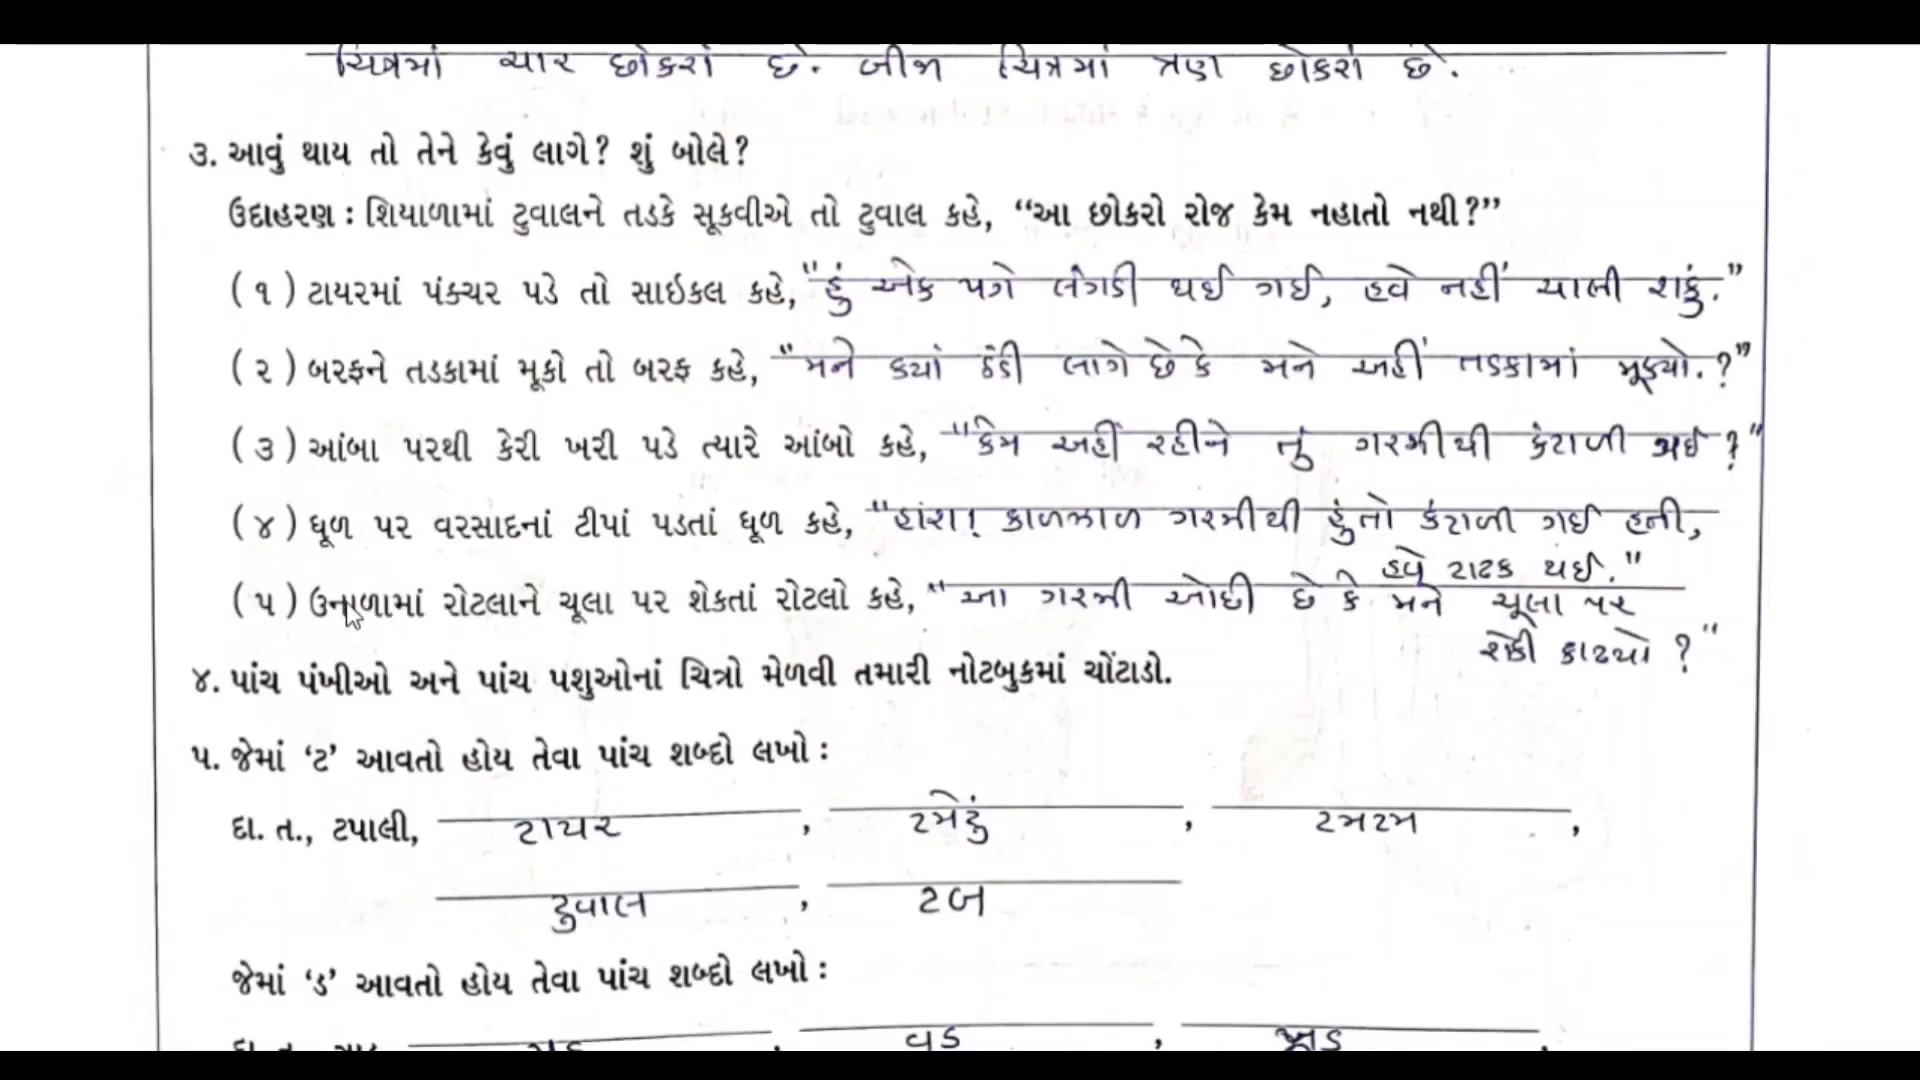 ચિત્રમાં ચાર છોકરાં છે. બીજા ચિત્રમાં ત્રણ છોકરાં છે.
૩. આવું થાય તો તેને કેવું લાગે? શું બોલે?
ઉદાહરણ : શિયાળામાં ટુવાલને તડકે સૂકવીએ તો ટુવાલ કહે, “આ છોકરો રોજ કેમ નહાતો નથી?”
(૧) ટાયરમાં પંક્ચર પડે તો સાઇકલ કહે, "હું એક પગે લંગડી થઈ ગઈ, હવે નહીં ચાલી શકું."
(૨) બરફને તડકામાં મૂકો તો બરફ કહે, "મને કયાં ઠંડી લાગે છે કે મને અહીં તડકામાં મૂક્યો.?"
(૩) આંબા પરથી કેરી ખરી પડે ત્યારે આંબો કહે, "કેમ અહીં રહીને તું ગરમીથી કંટાળી ગઈ ?"
(૪) ધૂળ પર વરસાદનાં ટીપાં પડતાં ધૂળ કહે, "હાંશ! કાળઝાળ ગરમીથી હું તો કંટાળી ગઈ હતી,
હવે ટાઢક થઈ."
(૫) ઉનાળામાં રોટલાને ચૂલા પર શેકતાં રોટલો કહે, "આ ગરમી ઓછી છે કે મને ચૂલા પર
શેકી કાઢયો ?"
૪. પાંચ પંખીઓ અને પાંચ પશુઓનાં ચિત્રો મેળવી તમારી નોટબુકમાં ચોંટાડો.
૫. જેમાં ‘ટ’ આવતો હોય તેવા પાંચ શબ્દો લખો :
દા. ત., ટપાલી, ટાયર, ટમેટું, ટમટમ,
ટુવાલ, ટબ
જેમાં ‘ડ’ આવતો હોય તેવા પાંચ શબ્દો લખો :
વડ, ખડ